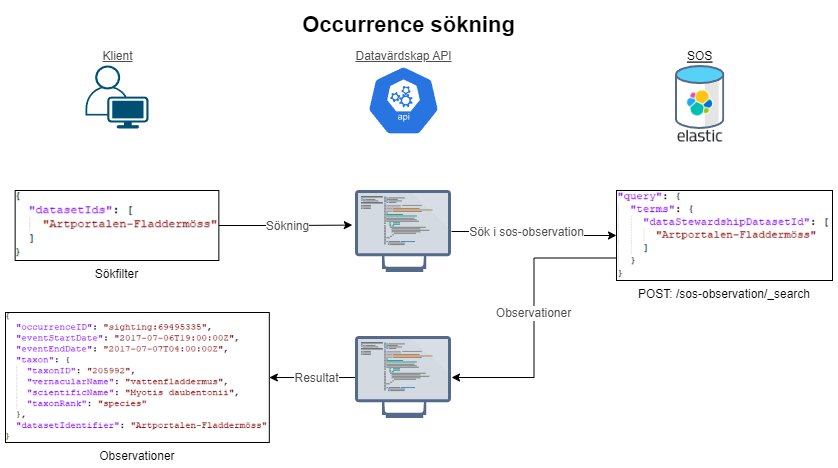 Occurrence sökning
Klient
Datavärdskap API
SOS
api
elastic
{
"datasetIds": [
"Artportalen-Fladdermöss"
]
}
Sökfilter
Sökning
Sök i sos-observation
"query": {
"terms": {
"dataStewardshipDatasetId": [
"Artportalen-Fladdermöss"
]
}
}
POST: /sos-observation/_search
Observationer
Resultat
{
"occurrenceID": "sighting:69495335",
"eventStartDate": "2017-07-06T19:00:00Z",
"eventEndDate": "2017-07-07T04:00:00Z",
"taxon": {
"taxonID": "205992",
"vernacularName": "vattenfladdermus",
"scientificName": "Myotis daubentonii",
"taxonRank": "species"
},
"datasetIdentifier": "Artportalen-Fladdermöss"
}
Observationer